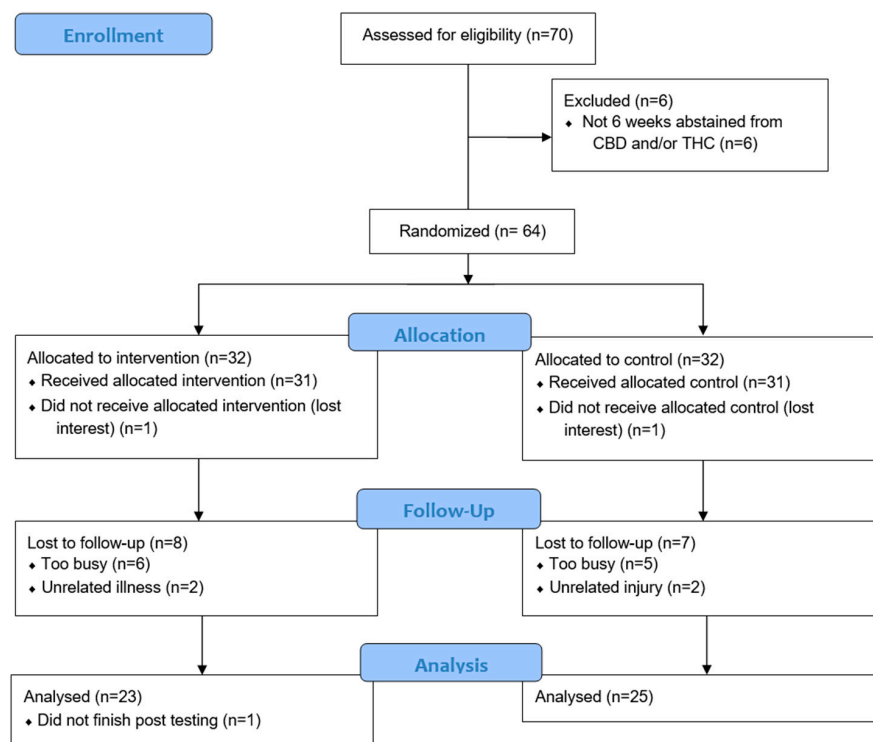 Enrollment
Assessed for eligibility (n=70)
Excluded (n=6)
⬥ Not 6 weeks abstained from
CBD and/or THC (n=6)
Randomized (n= 64)
Allocation
Allocated to intervention (n=32)
⬥ Received allocated intervention (n=31)
⬥ Did not receive allocated intervention (lost
interest) (n=1)
Allocated to control (n=32)
⬥ Received allocated control (n=31)
⬥ Did not receive allocated control (lost
interest) (n=1)
Follow-Up
Lost to follow-up (n=8)
⬥ Too busy (n=6)
⬥ Unrelated illness (n=2)
Lost to follow-up (n=7)
⬥ Too busy (n=5)
⬥ Unrelated injury (n=2)
Analysis
Analysed (n=23)
⬥ Did not finish post testing (n=1)
Analysed (n=25)